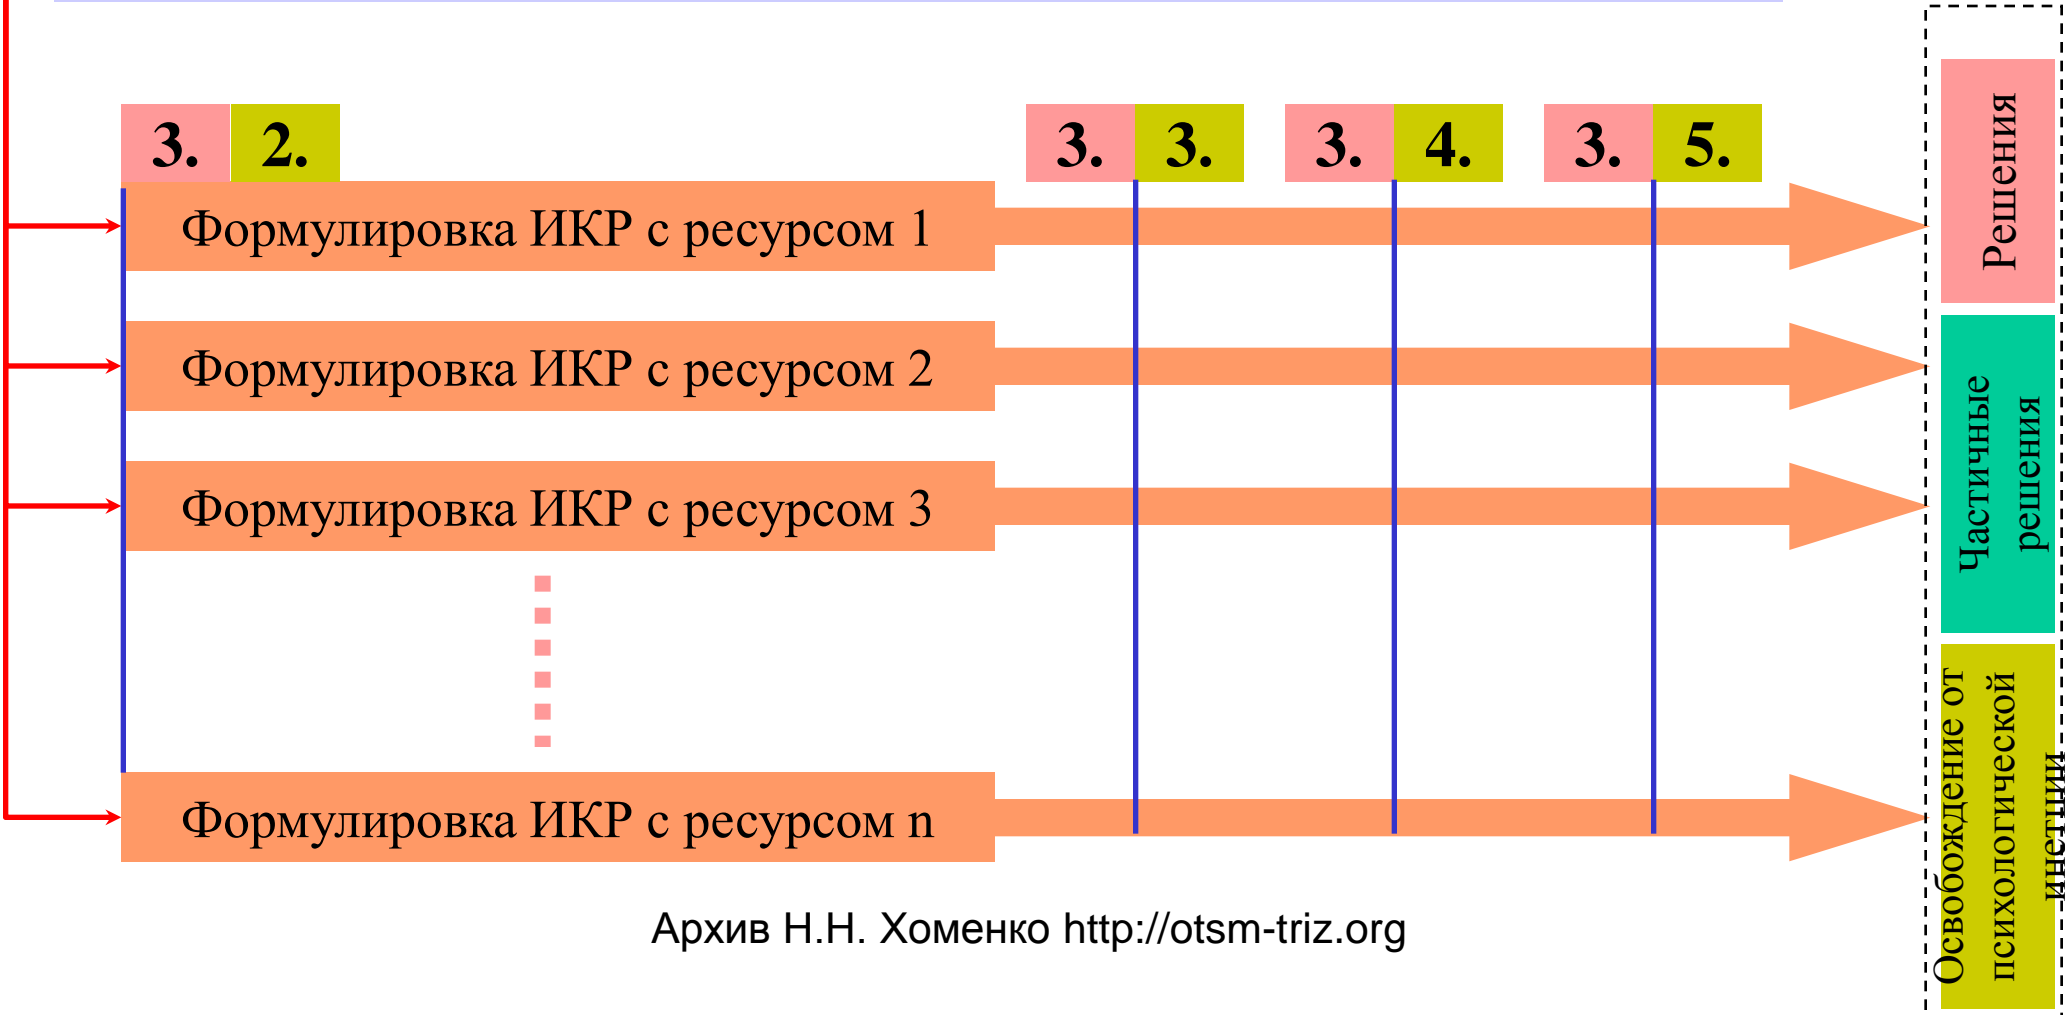 3. 2.
3. 3.
3. 4.
3. 5.
Формулировка ИКР с ресурсом 1
Формулировка ИКР с ресурсом 2
Формулировка ИКР с ресурсом 3
Формулировка ИКР с ресурсом n
Решения
Частичные
решения
Освобождение от
психологической
инетции
Архив Н.Н. Хоменко http://otsm-triz.org